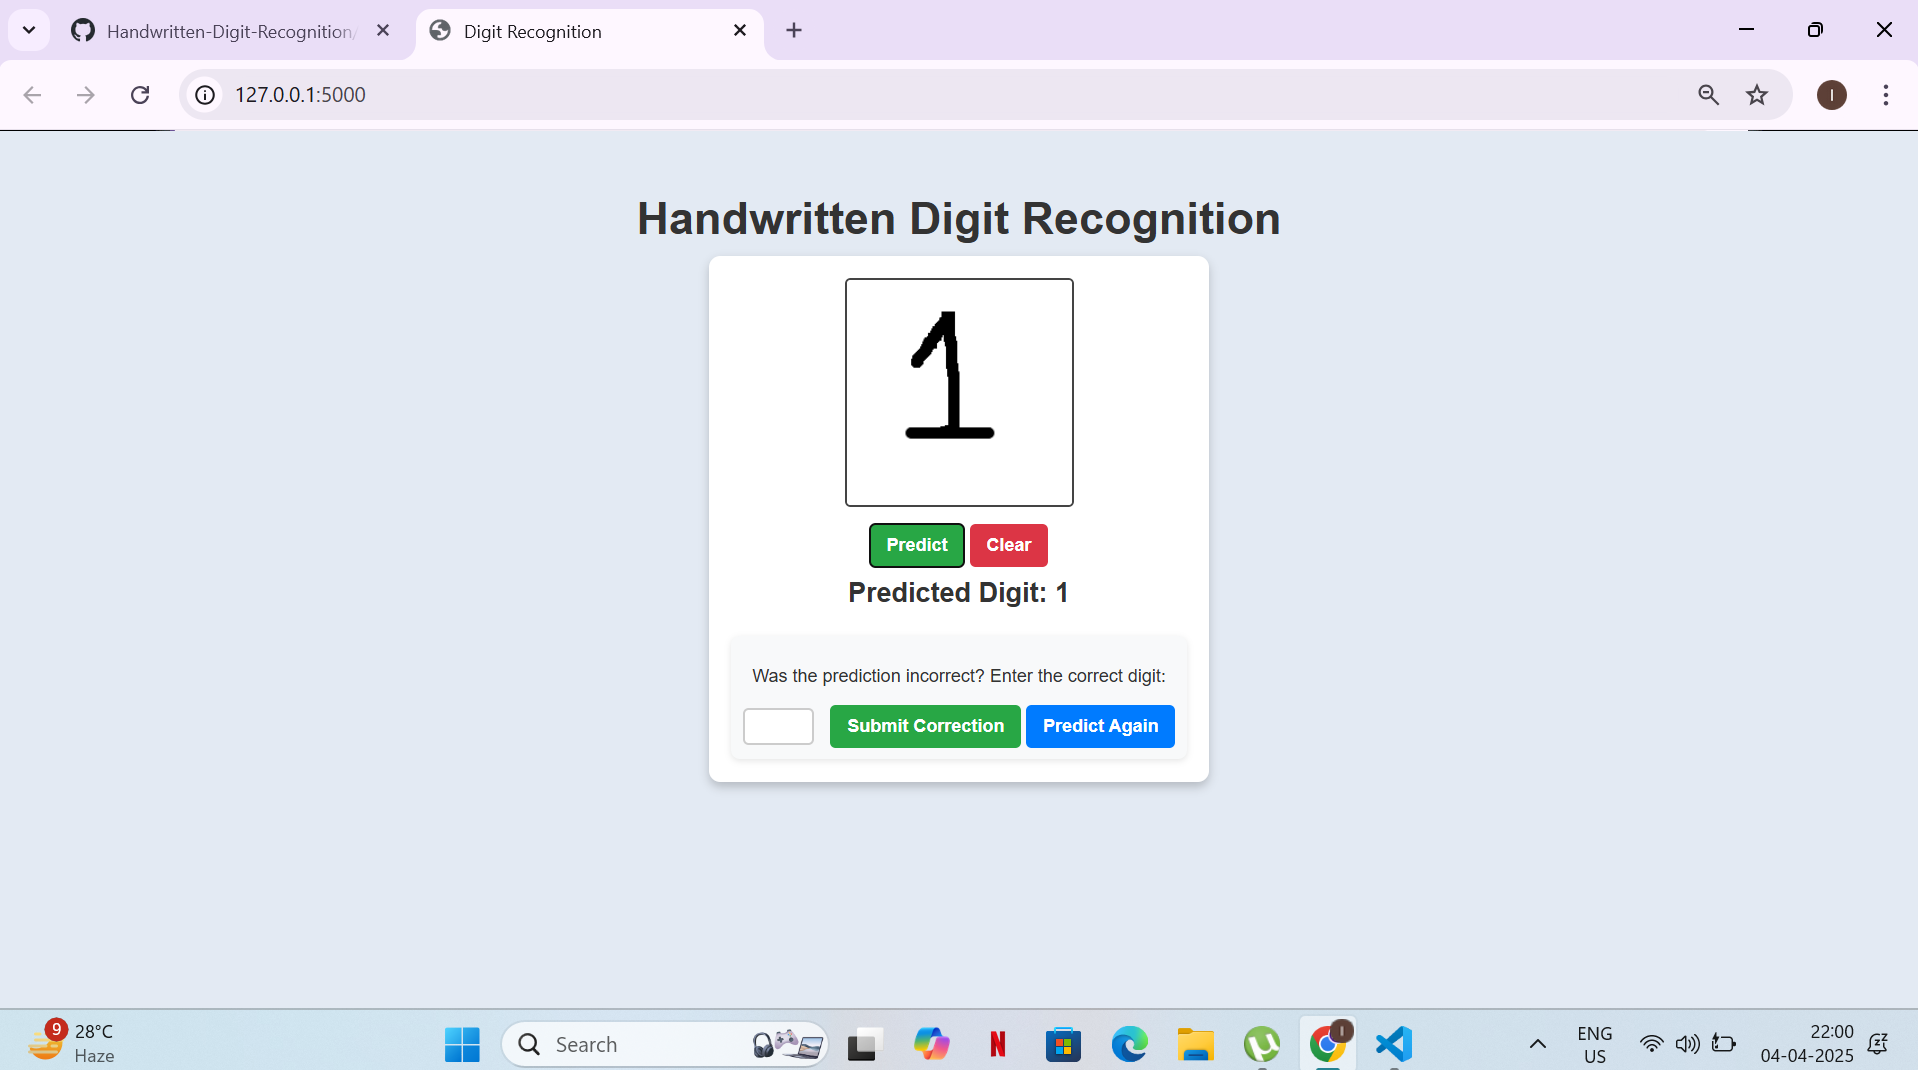 Handwritten-Digit-Recognition/
Digit Recognition
127.0.0.1:5000
I
Handwritten Digit Recognition
1
Predict
Clear
Predicted Digit: 1
Was the prediction incorrect? Enter the correct digit:
Submit Correction
Predict Again
9
28°C
Haze
Search
N
I
ENG
US
22:00
04-04-2025